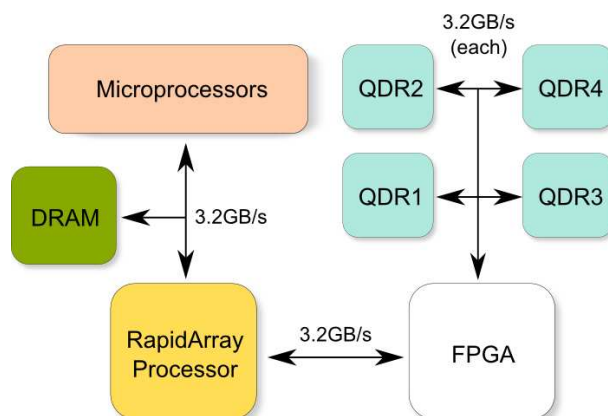 3.2GB/s
(each)
Microprocessors
QDR2
QDR4
DRAM
3.2GB/s
QDR1
QDR3
RapidArray
Processor
3.2GB/s
FPGA